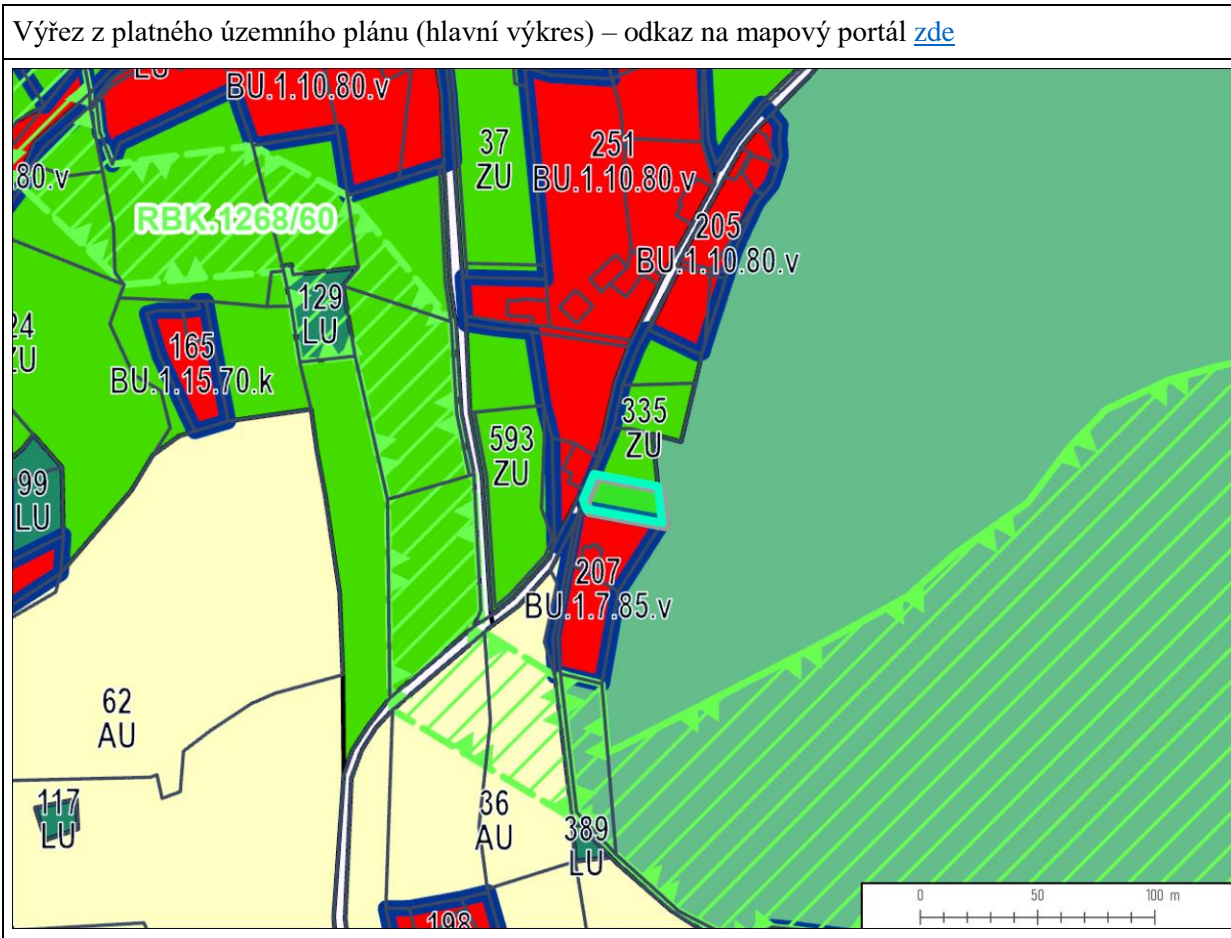 Výřez z platného územního plánu (hlavní výkres) – odkaz na mapový portál zde
LU
BU.1.10.80.v
37
ZU
251
BU.1.10.80.v
80.v
RBK.1268/60
205
BU.1.10.80.v
129
LU
24
ZU
165
BU.1.15.70.k
335
ZU
593
ZU
99
LU
207
BU.1.7.85.v
62
AU
117
LU
36
AU
389
LU
198
0 50 100 m